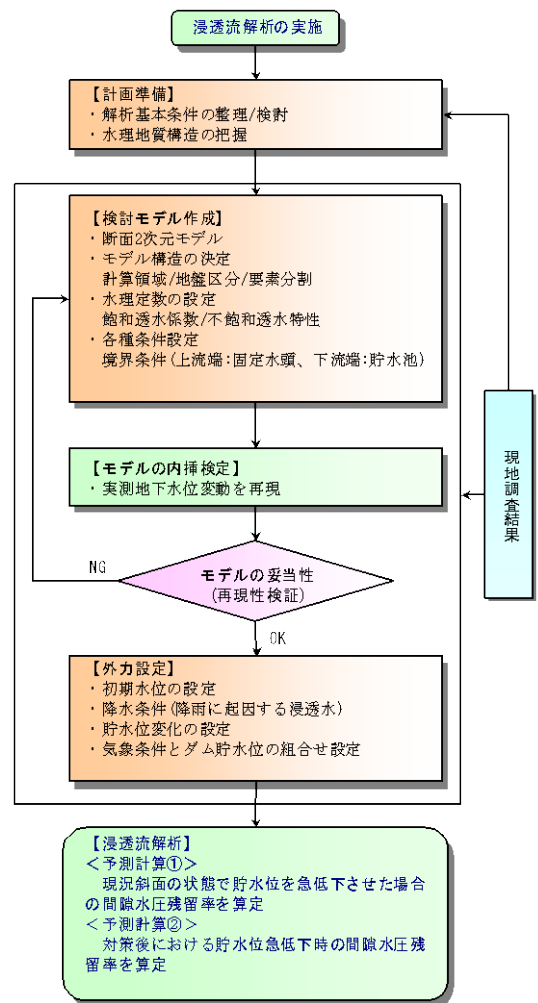 浸透流解析の実施
【計画準備】
・解析基本条件の整理/検討
・水理地質構造の把握
【検討モデル作成】
・断面2次元モデル
・モデル構造の決定
計算領域/地盤区分/要素分割
・水理定数の設定
飽和透水係数/不飽和透水特性
・各種条件設定
境界条件(上流端:固定水頭、下流端:貯水池)
【モデルの内挿検定】
・実測地下水位変動を再現
現地調査結果
NG
モデルの妥当性
(再現性検証)
OK
【外力設定】
・初期水位の設定
・降水条件(降雨に起因する浸透水)
・貯水位変化の設定
・気象条件とダム貯水位の組合せ設定
【浸透流解析】
＜予測計算①＞
現況斜面の状態で貯水位を急低下させた場合
の間隙水圧残留率を算定
＜予測計算②＞
対策後における貯水位急低下時の間隙水圧残
留率を算定